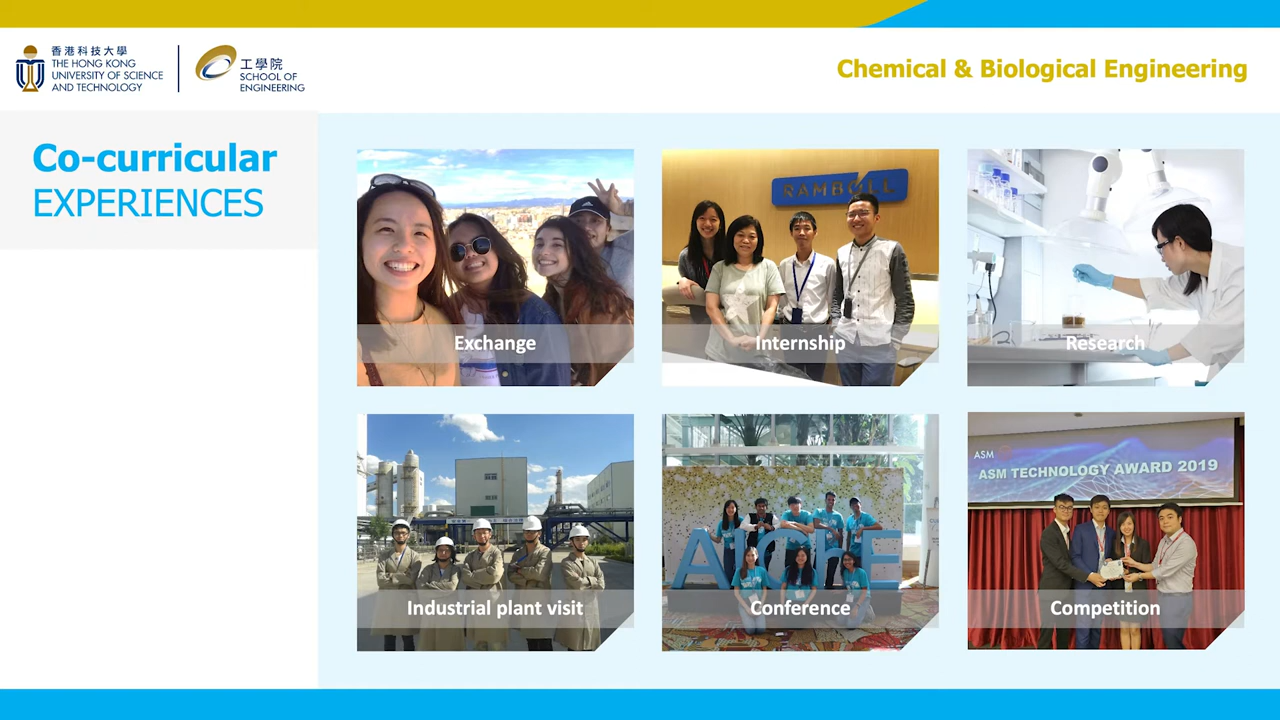 香港科技大學
THE HONG KONG
UNIVERSITY OF SCIENCE
AND TECHNOLOGY
工學院
SCHOOL OF
ENGINEERING
Chemical & Biological Engineering
Co-curricular
EXPERIENCES
RAMBOLL
Exchange
Internship
Research
AIChE
ASM
ASM TECHNOLOGY AWARD 2019
Industrial plant visit
Conference
Competition